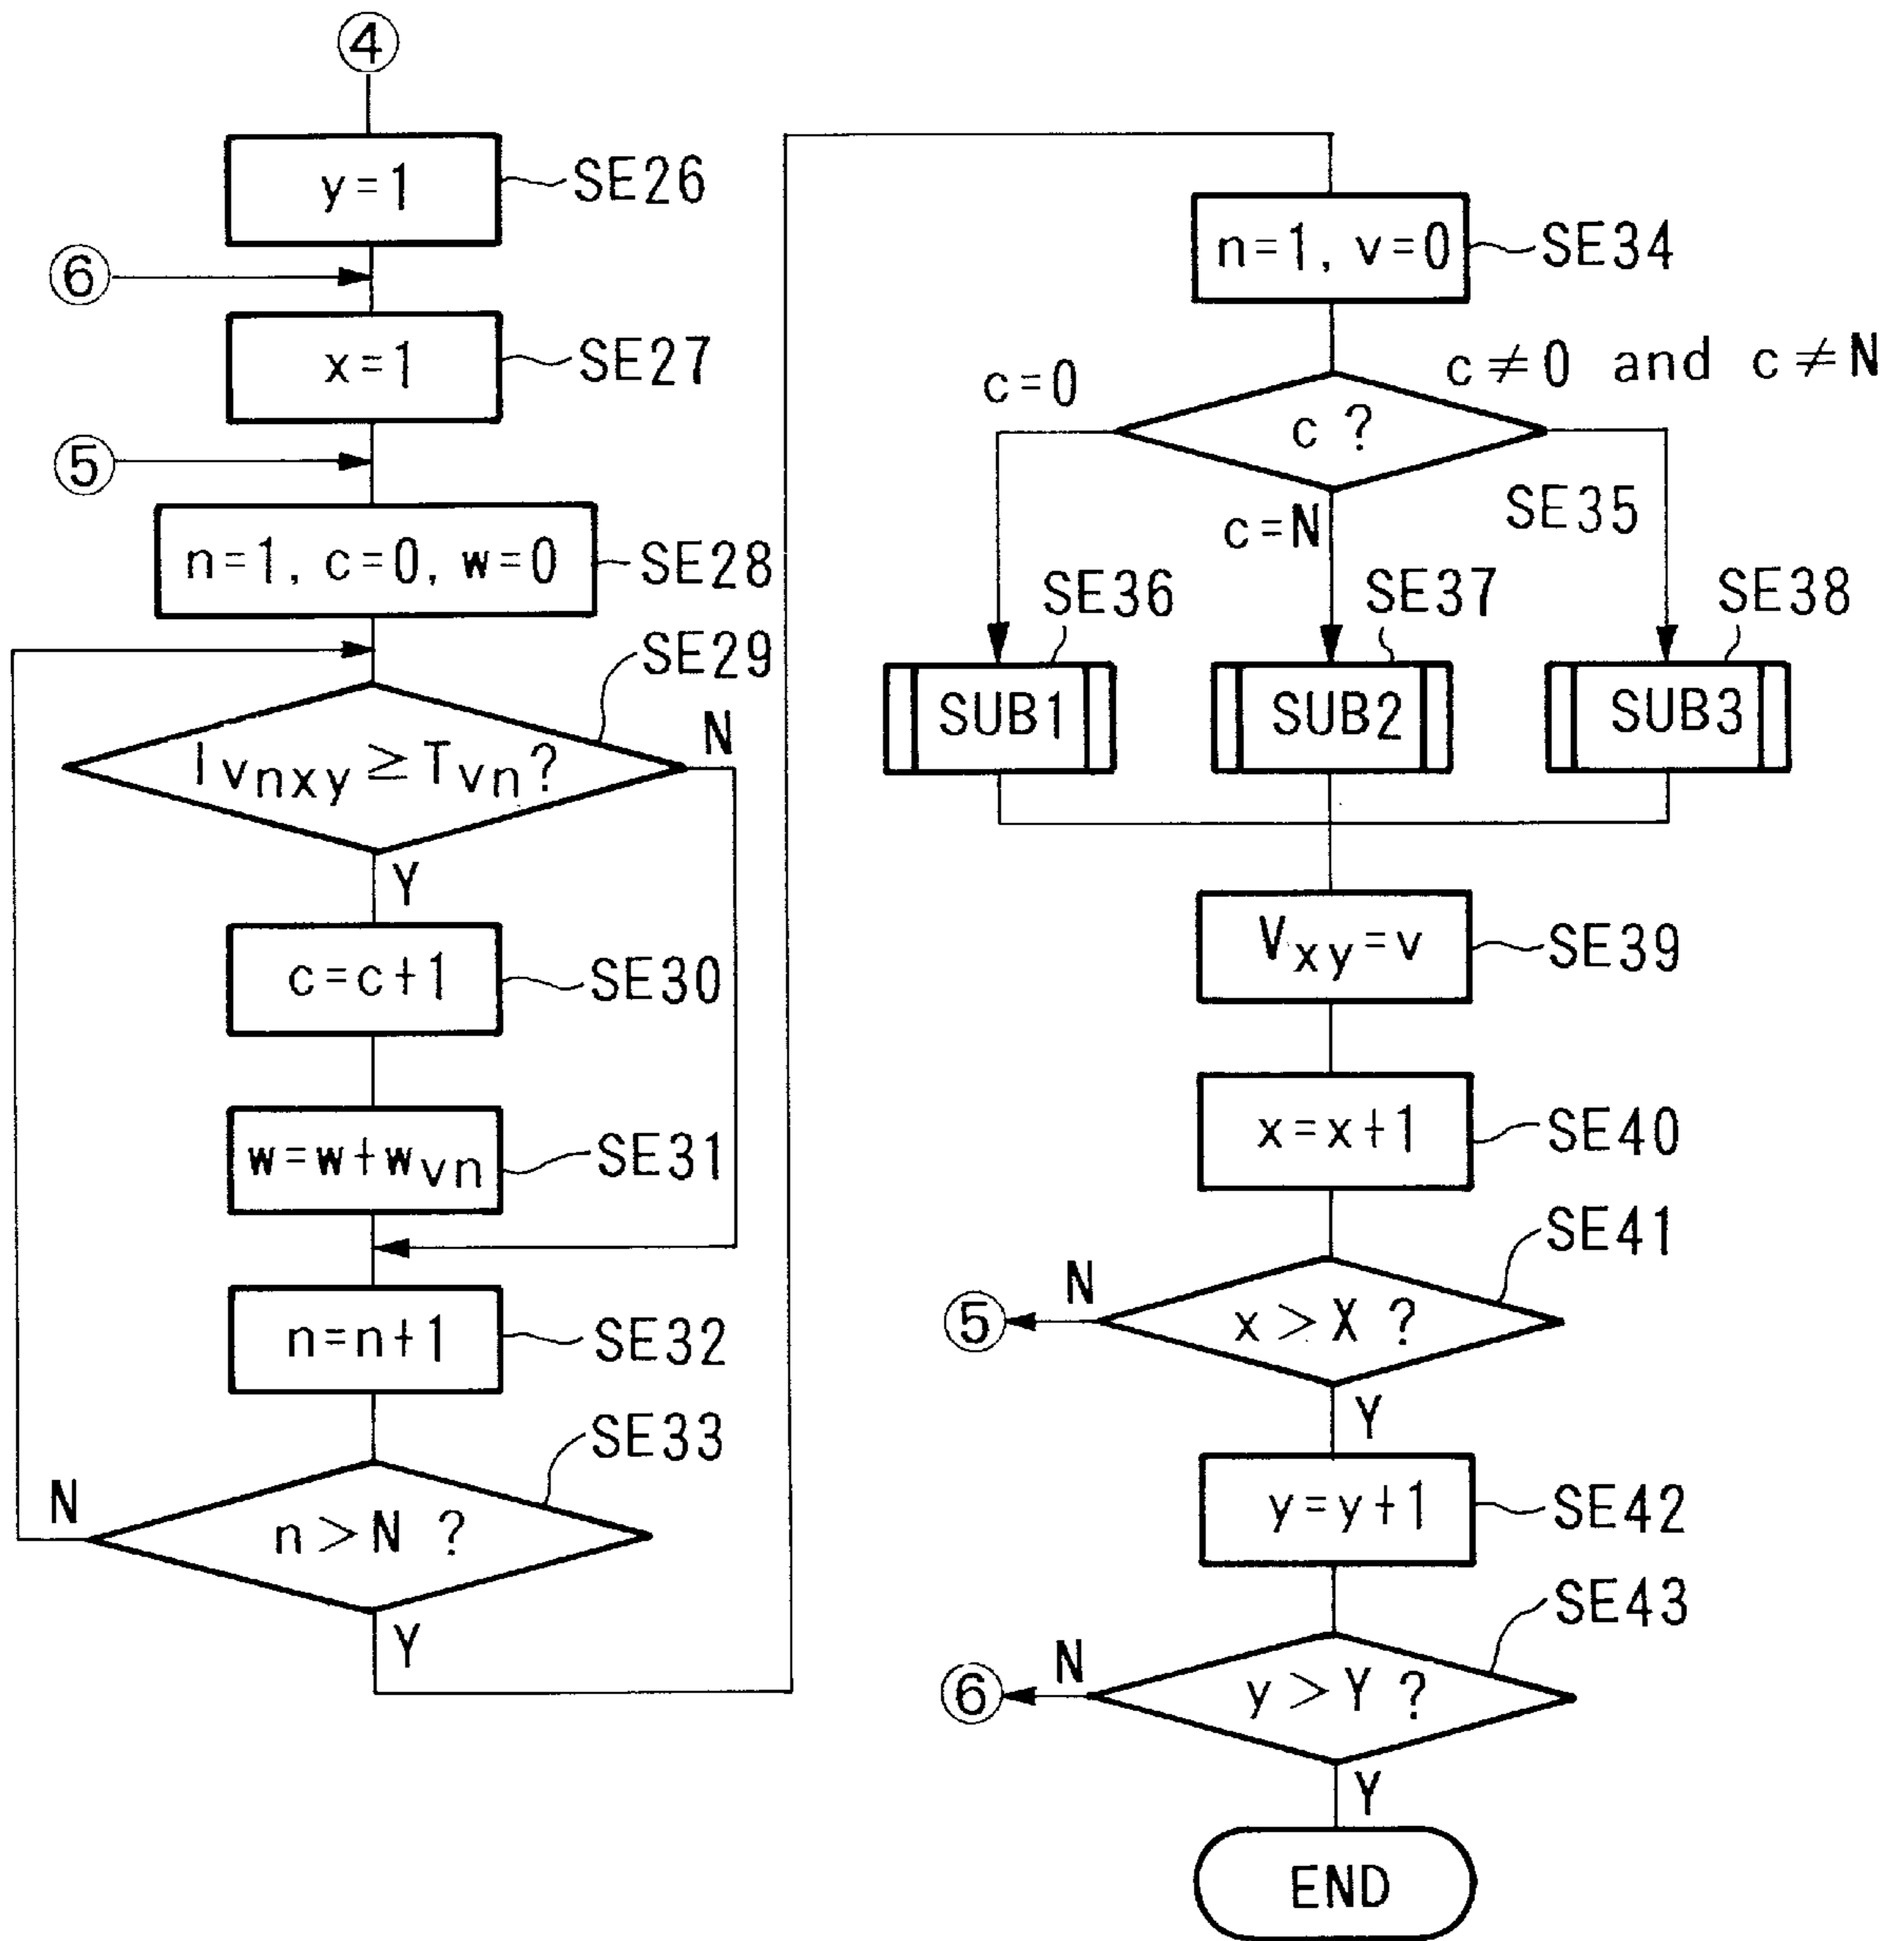 ④
y=1
SE26
⑥
x=1
SE27
⑤
n=1, c=0, w=0
SE28
SE29
Ivnxy≥Tvn?
N
Y
c=c+1
SE30
w=w+wvn
SE31
n=n+1
SE32
SE33
N
n>N ?
Y
n=1, v=0
SE34
c=0
c≠0 and c≠N
c ?
SE35
c=N
SE36
SE37
SE38
SUB1
SUB2
SUB3
Vxy=v
SE39
x=x+1
SE40
SE41
⑤
N
x>X ?
Y
y=y+1
SE42
SE43
⑥
N
y>Y ?
Y
END